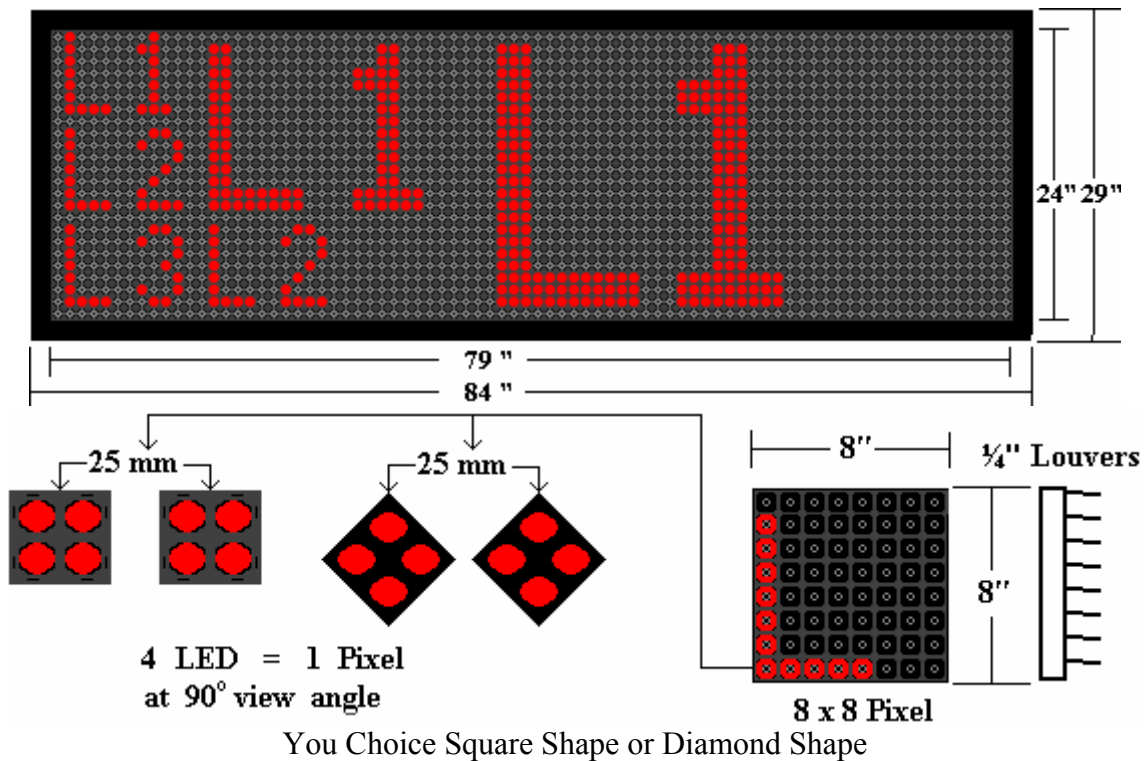 L1 L1 L1
L2
L3 L2
24" 29"
79 "
84 "
25 mm 25 mm 8" ¼" Louvers
8"
4 LED = 1 Pixel
at 90° view angle
8 x 8 Pixel
You Choice Square Shape or Diamond Shape